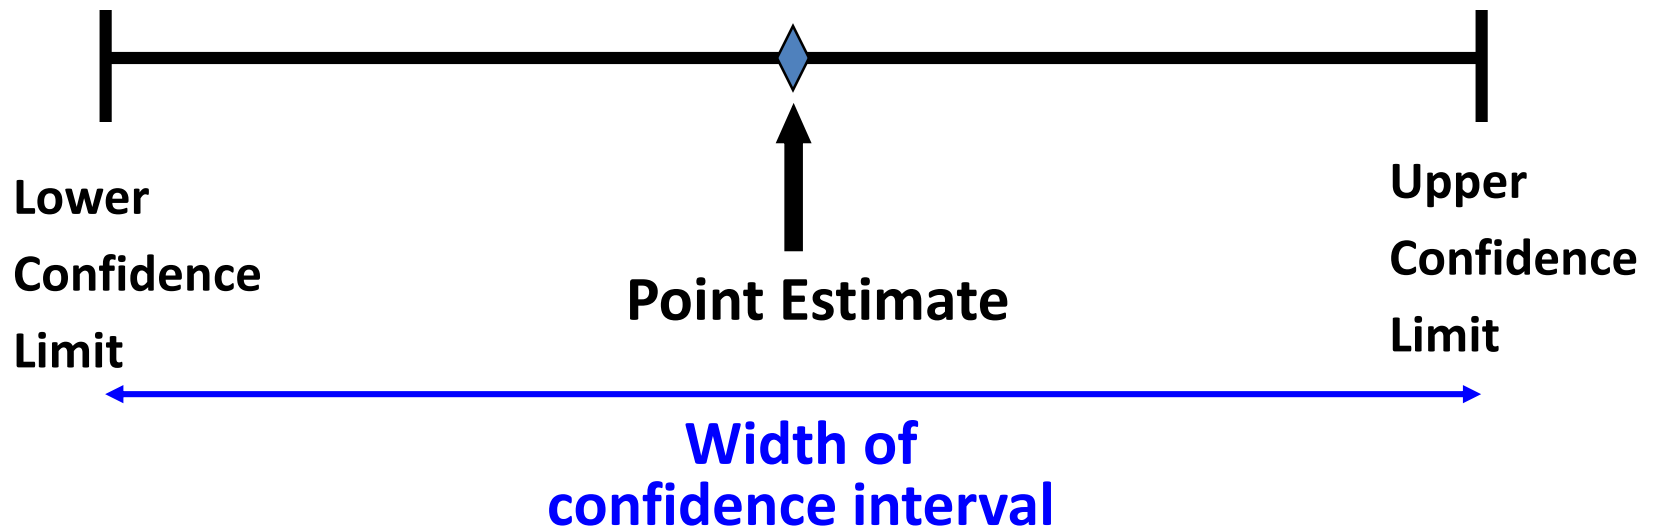 Lower
Confidence
Limit
Point Estimate
Upper
Confidence
Limit
Width of
confidence interval